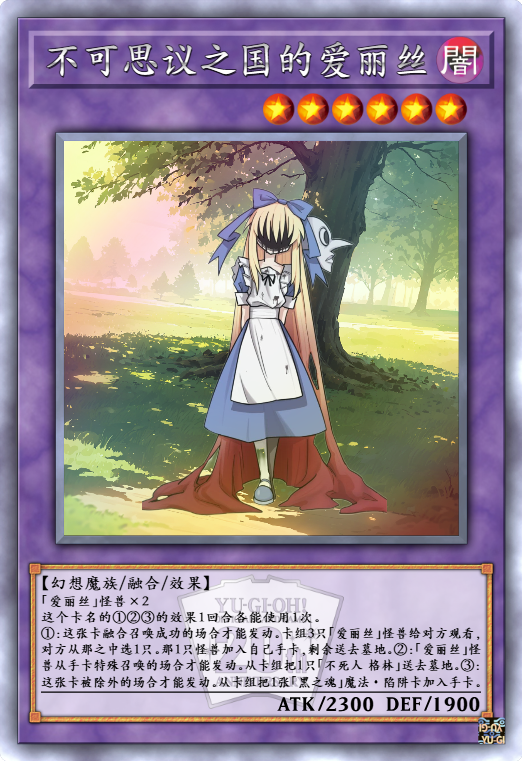 不可思议之国的爱丽丝 闇
【幻想魔族/融合/效果】
「爱丽丝」怪兽×2
这个卡名的①②③的效果1回合各能使用1次。
①:这张卡融合召唤成功的场合才能发动。卡组3只「爱丽丝」怪兽给对方观看,
对方从那之中选1只。那1只怪兽加入自己手卡,剩余送去墓地。②:「爱丽丝」怪
兽从手卡特殊召唤的场合才能发动。从卡组把1只「不死人 格林」送去墓地。③:
这张卡被除外的场合才能发动。从卡组把1张「黑之魂」魔法·陷阱卡加入手卡。
YU-GI-OH!
ATK/2300 DEF/1900